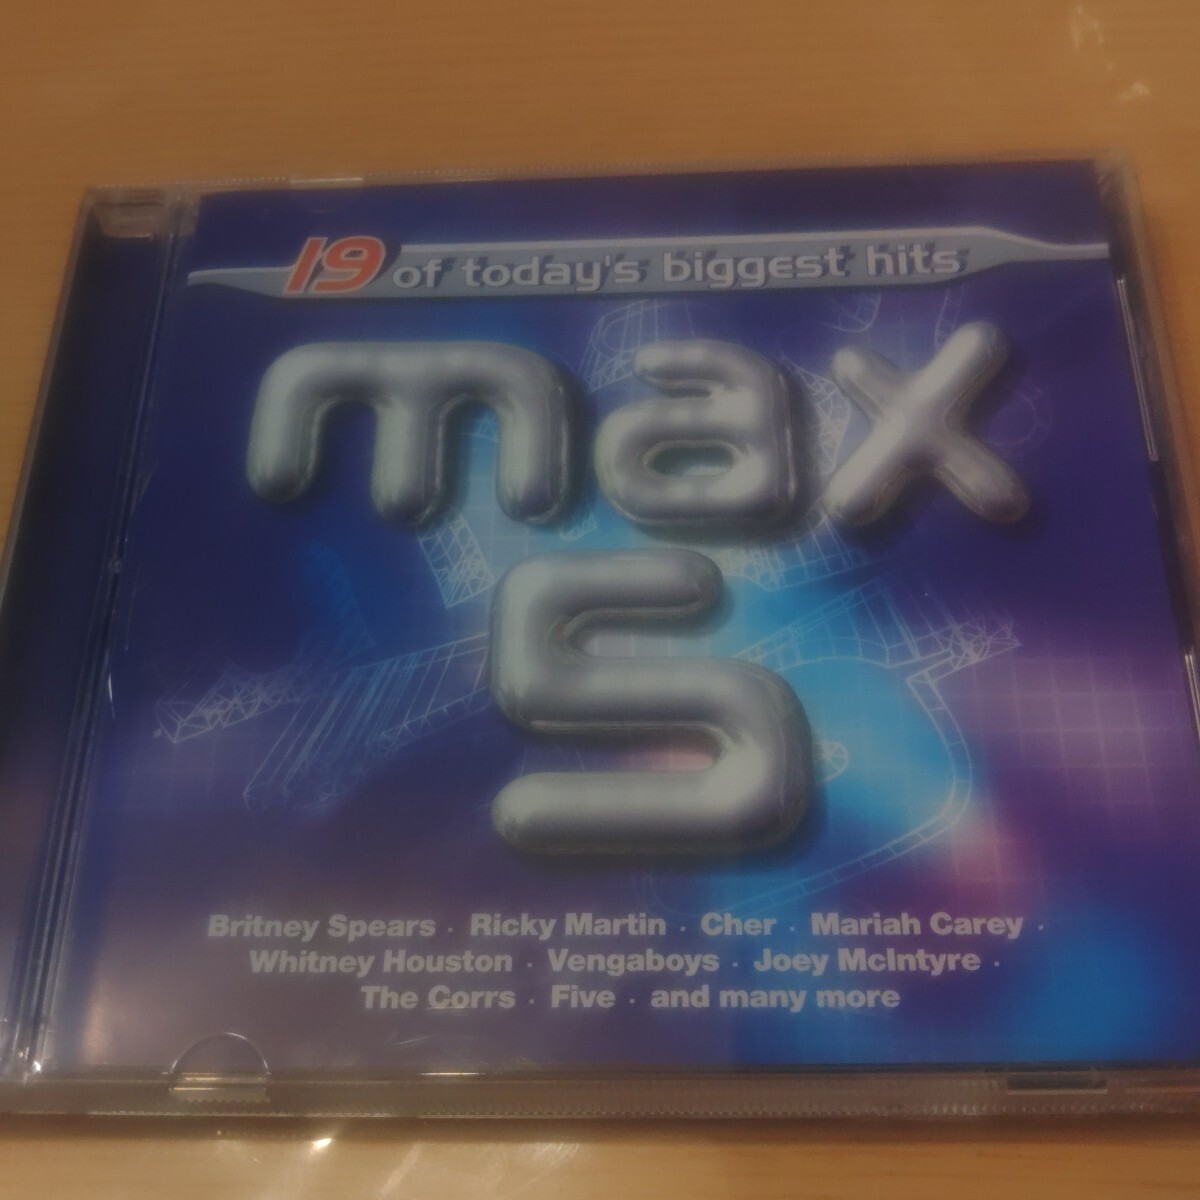 19 of today's biggest hits
max
5
Britney Spears · Ricky Martin · Cher · Mariah Carey ·
Whitney Houston · Vengaboys · Joey McIntyre ·
The Corrs · Five · and many more